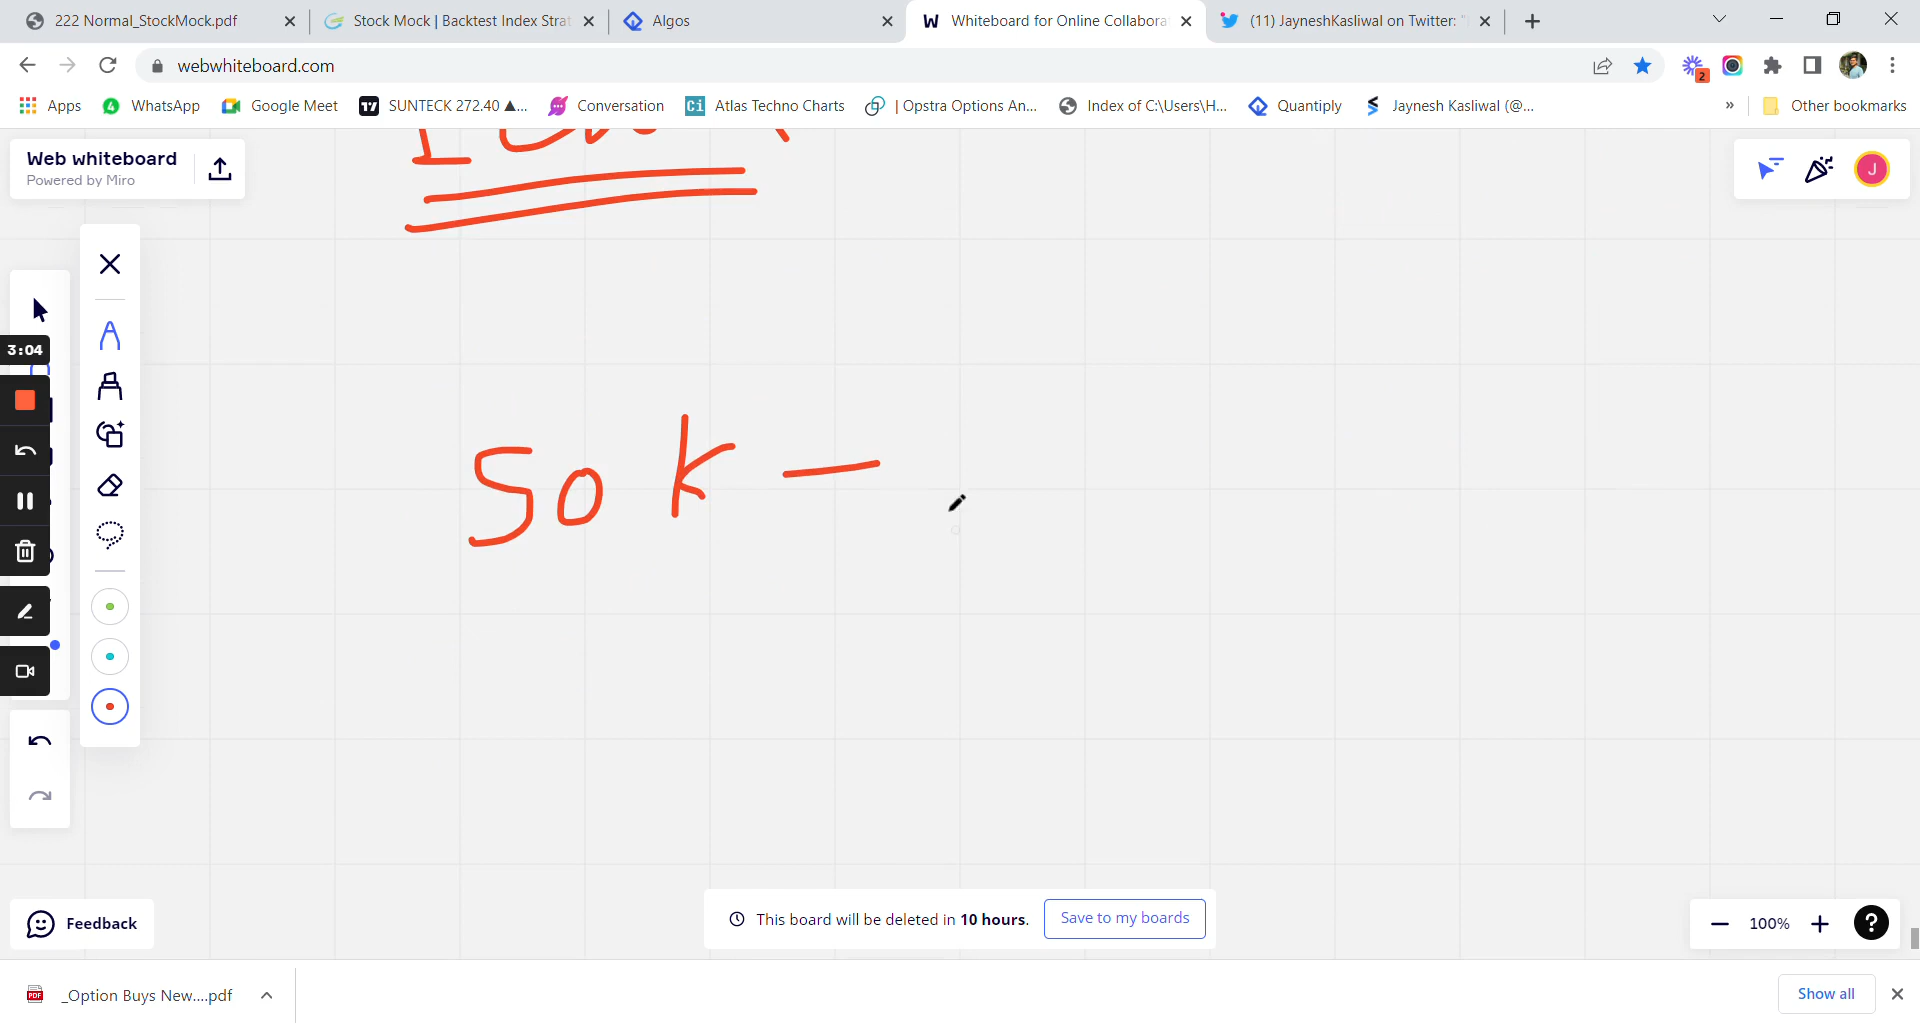 222 Normal_StockMock.pdf
Stock Mock | Backtest Index Strat
Algos
Whiteboard for Online Collabora
(11) JayneshKasliwal on Twitter: "
webwhiteboard.com
2
Apps
WhatsApp
Google Meet
SUNTECK 272.40 ▲...
Conversation
Atlas Techno Charts
| Opstra Options An...
Index of C:\Users\H...
Quantiply
Jaynesh Kasliwal (@...
»
Other bookmarks
Web whiteboard
Powered by Miro
J
3:04
50 K —
Feedback
This board will be deleted in 10 hours.
Save to my boards
100%
?
_Option Buys New....pdf
Show all